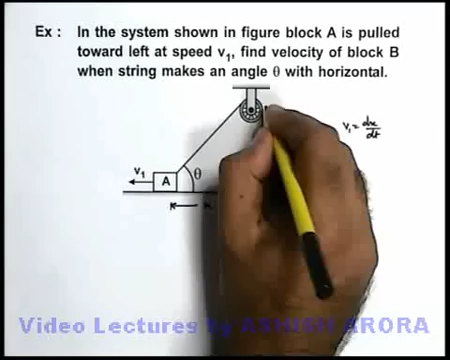 Ex : In the system shown in figure block A is pulled
toward left at speed v₁, find velocity of block B
when string makes an angle θ with horizontal.
v₁ = dx/dt
v₁
A
θ
x
Video Lectures by ASHISH ARORA